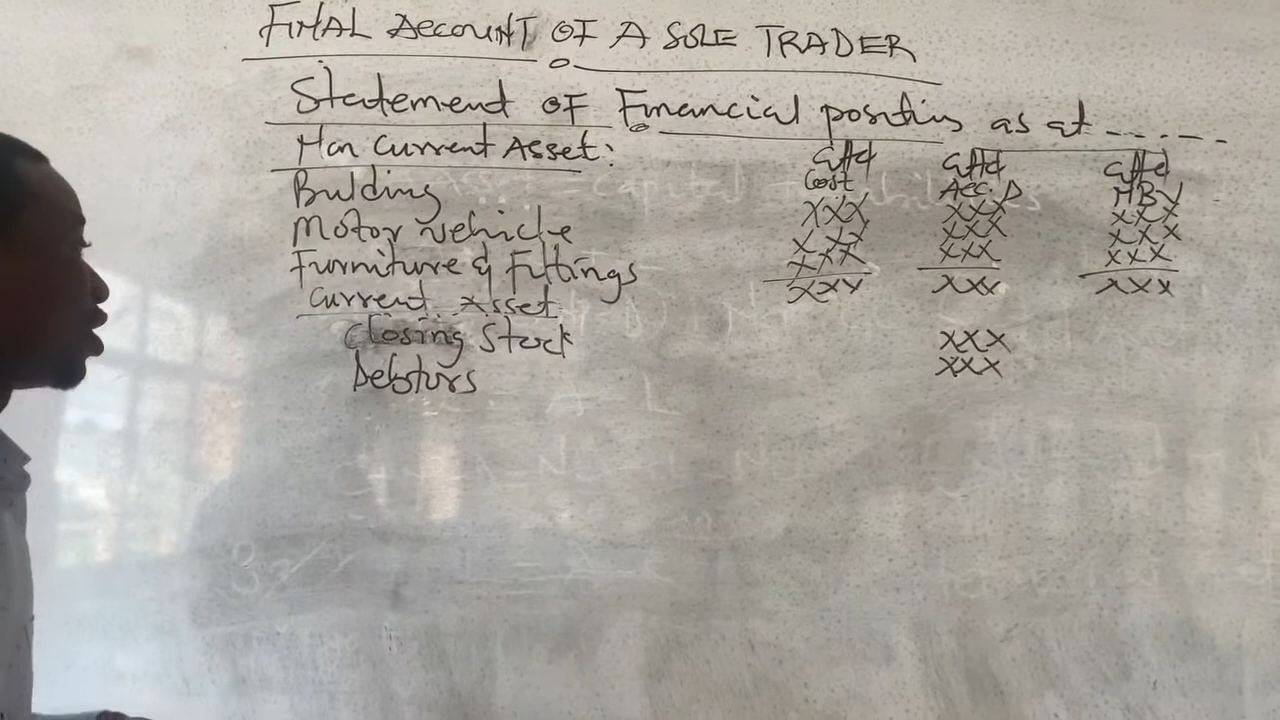 FINAL ACCOUNT OF A SOLE TRADER
Statement OF Financial position as at -----
Non Current Asset: GH¢ GH¢ GH¢
Cost Acc. D NBV
Building XXX XXX XXX
Motor vehicle XXX XXX XXX
Furniture & Fittings XXX XXX XXX
XXX XXX XXX
Current Asset
Closing Stock XXX
Debtors XXX